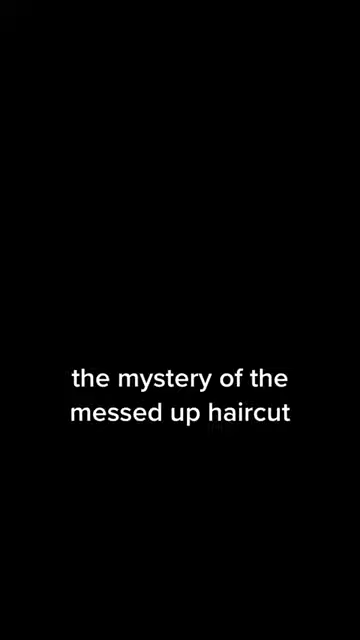 the mystery of the
messed up haircut